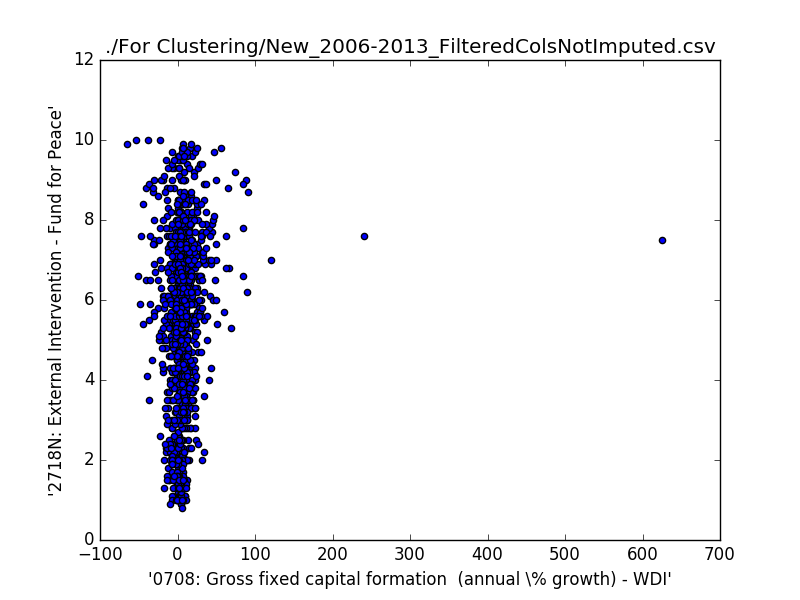 ./For Clustering/New_2006-2013_FilteredColsNotImputed.csv
12
10
8
6
4
2
0
'2718N: External Intervention - Fund for Peace'
−100 0 100 200 300 400 500 600 700
'0708: Gross fixed capital formation  (annual \% growth) - WDI'